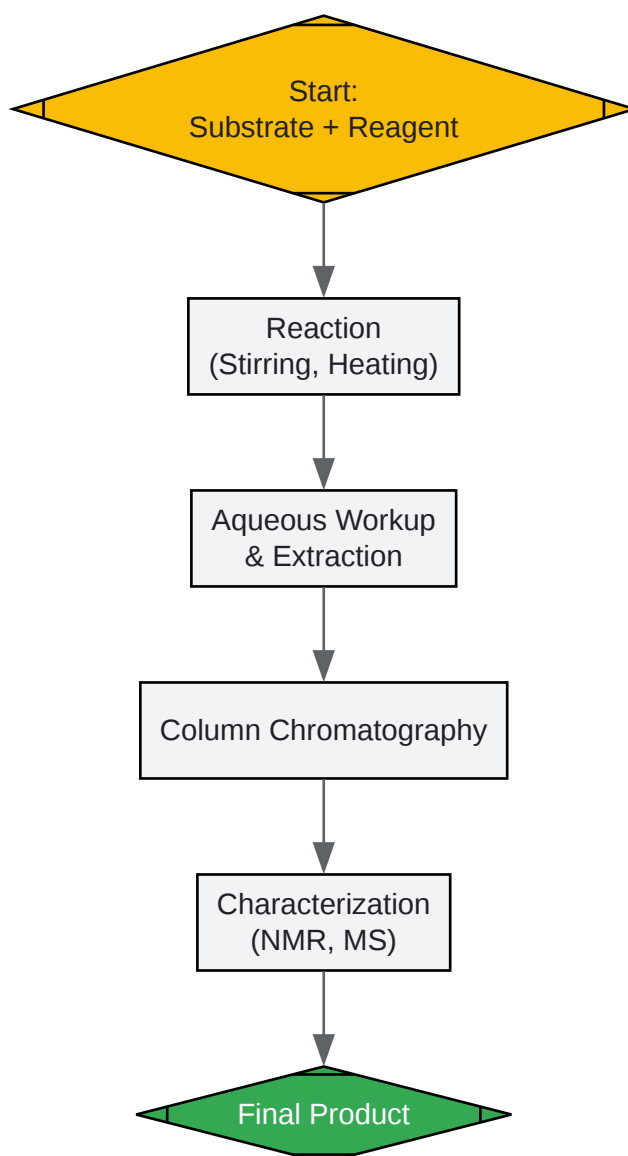 Start:
Substrate + Reagent
Reaction
(Stirring, Heating)
Aqueous Workup
& Extraction
Column Chromatography
Characterization
(NMR, MS)
Final Product